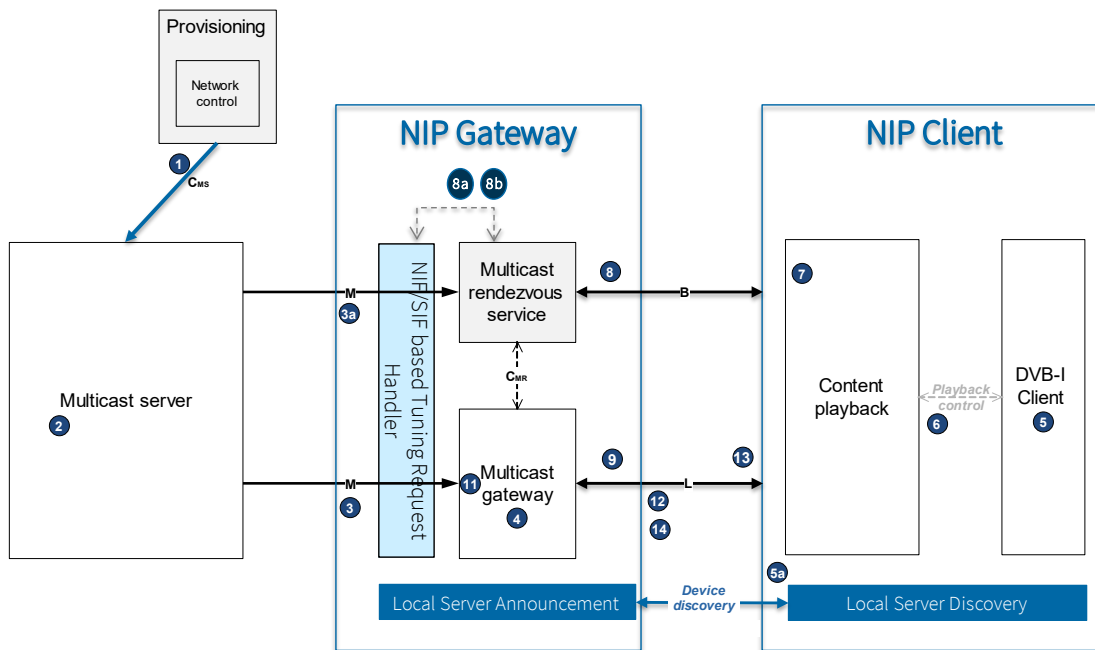 Provisioning
Network
control
1
CMS
NIP Gateway
NIP Client
8a
8b
Multicast server
2
M
3a
M
3
NIF/SIF based Tuning Request
Handler
Multicast
rendezvous
service
CMR
11
Multicast
gateway
4
8
B
9
L
12
14
13
7
Content
playback
Playback
control
6
DVB-I
Client
5
5a
Local Server Announcement
Device
discovery
Local Server Discovery